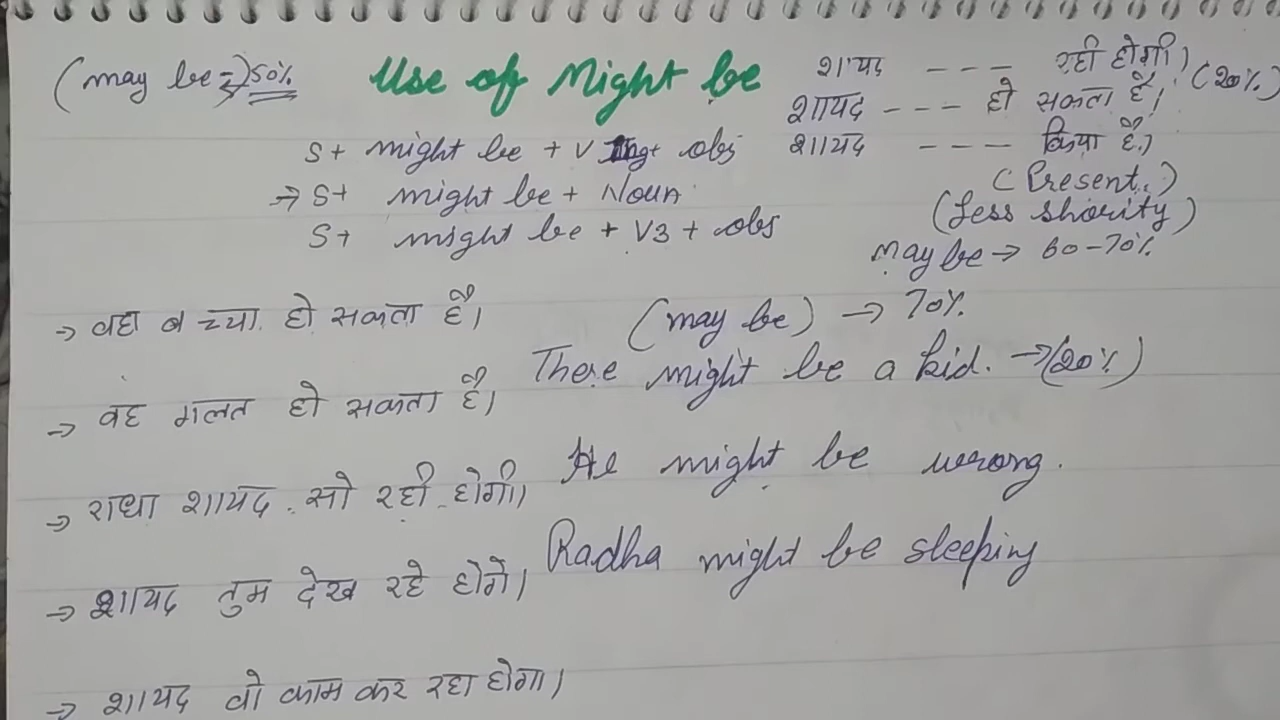 (may be ⇒ 50%
Use of Might be
शायद --- रही होगी। (20%)
शायद --- हो सकता है।
शायद ---- किया है।
(Present.)
(Less shority)
may be → 60-70%
S+ might be + V ing+ obj
→ S+ might be + Noun
S+ might be + V3 + obj
→ वहा बच्चा हो सकता है।
(may be) → 70%
There might be a kid. → (20%)
→ वह गलत हो सकता है।
He might be wrong.
→ राधा शायद सो रही होगी।
Radha might be sleeping
→ शायद तुम देख रहे होगे।
→ शायद वो काम कर रहा होगा।